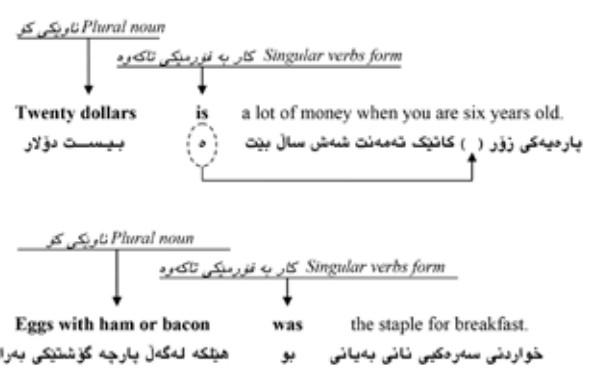 ناوێکی کۆ Plural noun
کار بە فۆرمێکی تاکەوە Singular verbs form
Twenty dollars is a lot of money when you are six years old.
بیست دۆلار ە پارەیەکی زۆر ( ) کاتێک تەمەنت شەش ساڵ بێت
ناوێکی کۆ Plural noun
کار بە فۆرمێکی تاکەوە Singular verbs form
Eggs with ham or bacon was the staple for breakfast.
هێلکە لەگەڵ پارچە گۆشتێکی بەرا بو خواردنی سەرەکیی نانی بەیانی